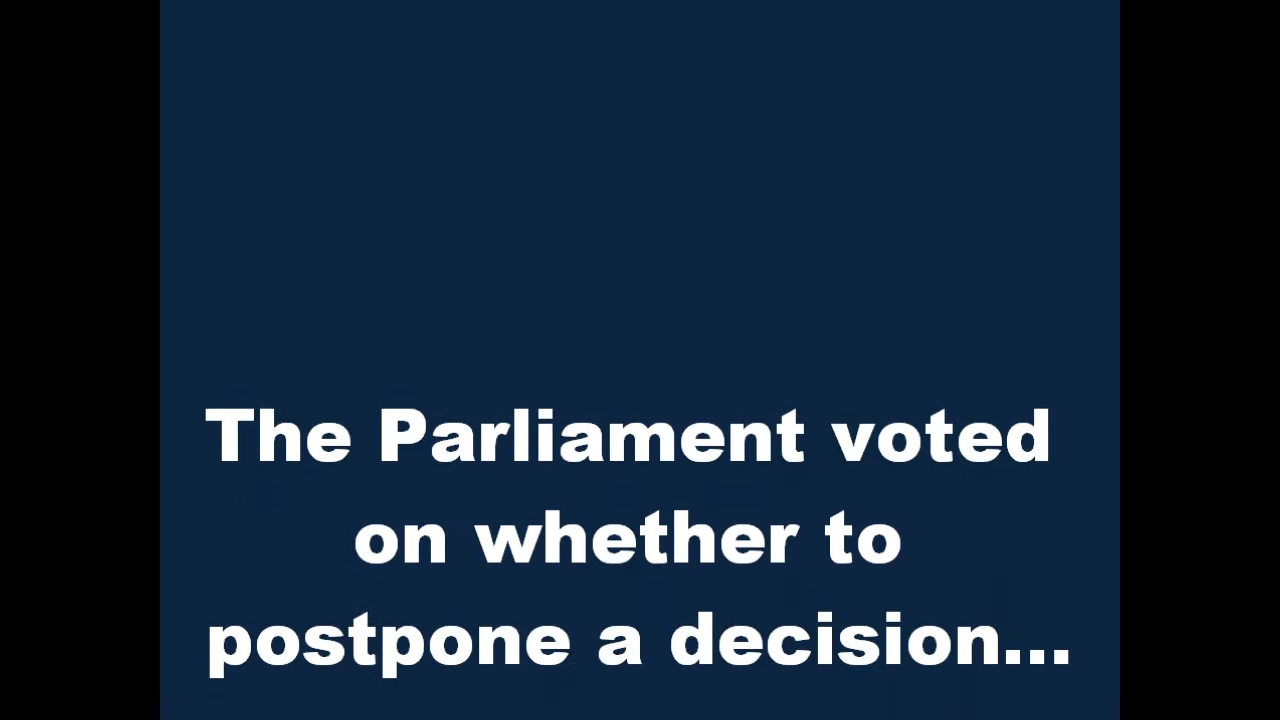 The Parliament voted
on whether to
postpone a decision...